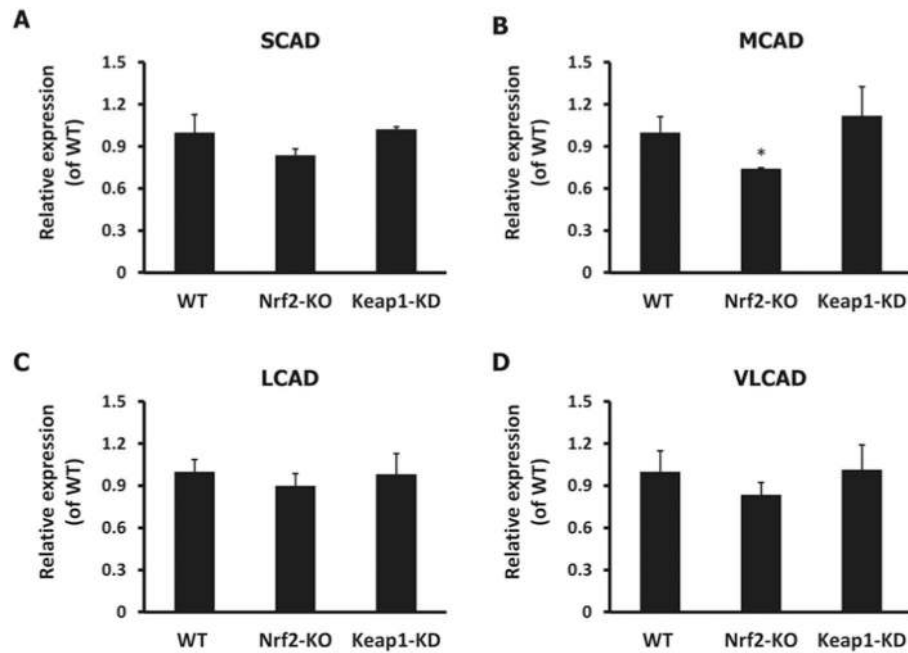 A
SCAD
Relative expression
(of WT)
1.5
1.2
0.9
0.6
0.3
0
WT Nrf2-KO Keap1-KD
B
MCAD
Relative expression
(of WT)
1.5
1.2
0.9
0.6
0.3
0
*
WT Nrf2-KO Keap1-KD
C
LCAD
Relative expression
(of WT)
1.5
1.2
0.9
0.6
0.3
0
WT Nrf2-KO Keap1-KD
D
VLCAD
Relative expression
(of WT)
1.5
1.2
0.9
0.6
0.3
0
WT Nrf2-KO Keap1-KD